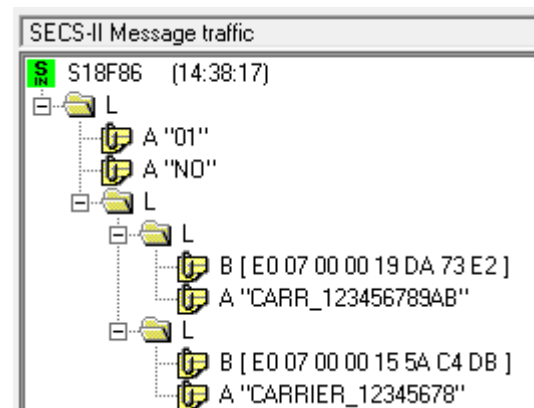 SECS-II Message traffic
S IN S18F86 (14:38:17)
L
A "01"
A "NO"
L
L
B [ E0 07 00 00 19 DA 73 E2 ]
A "CARR_123456789AB"
L
B [ E0 07 00 00 15 5A C4 DB ]
A "CARRIER_12345678"